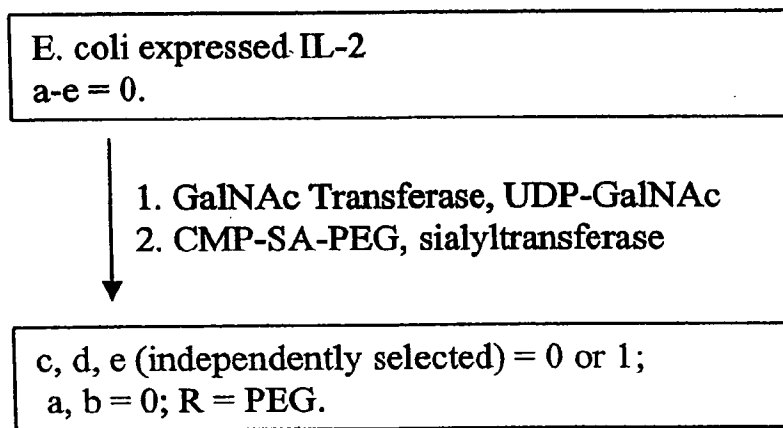 E. coli expressed IL-2
a-e = 0.
1. GalNAc Transferase, UDP-GalNAc
2. CMP-SA-PEG, sialyltransferase
c, d, e (independently selected) = 0 or 1;
a, b = 0; R = PEG.